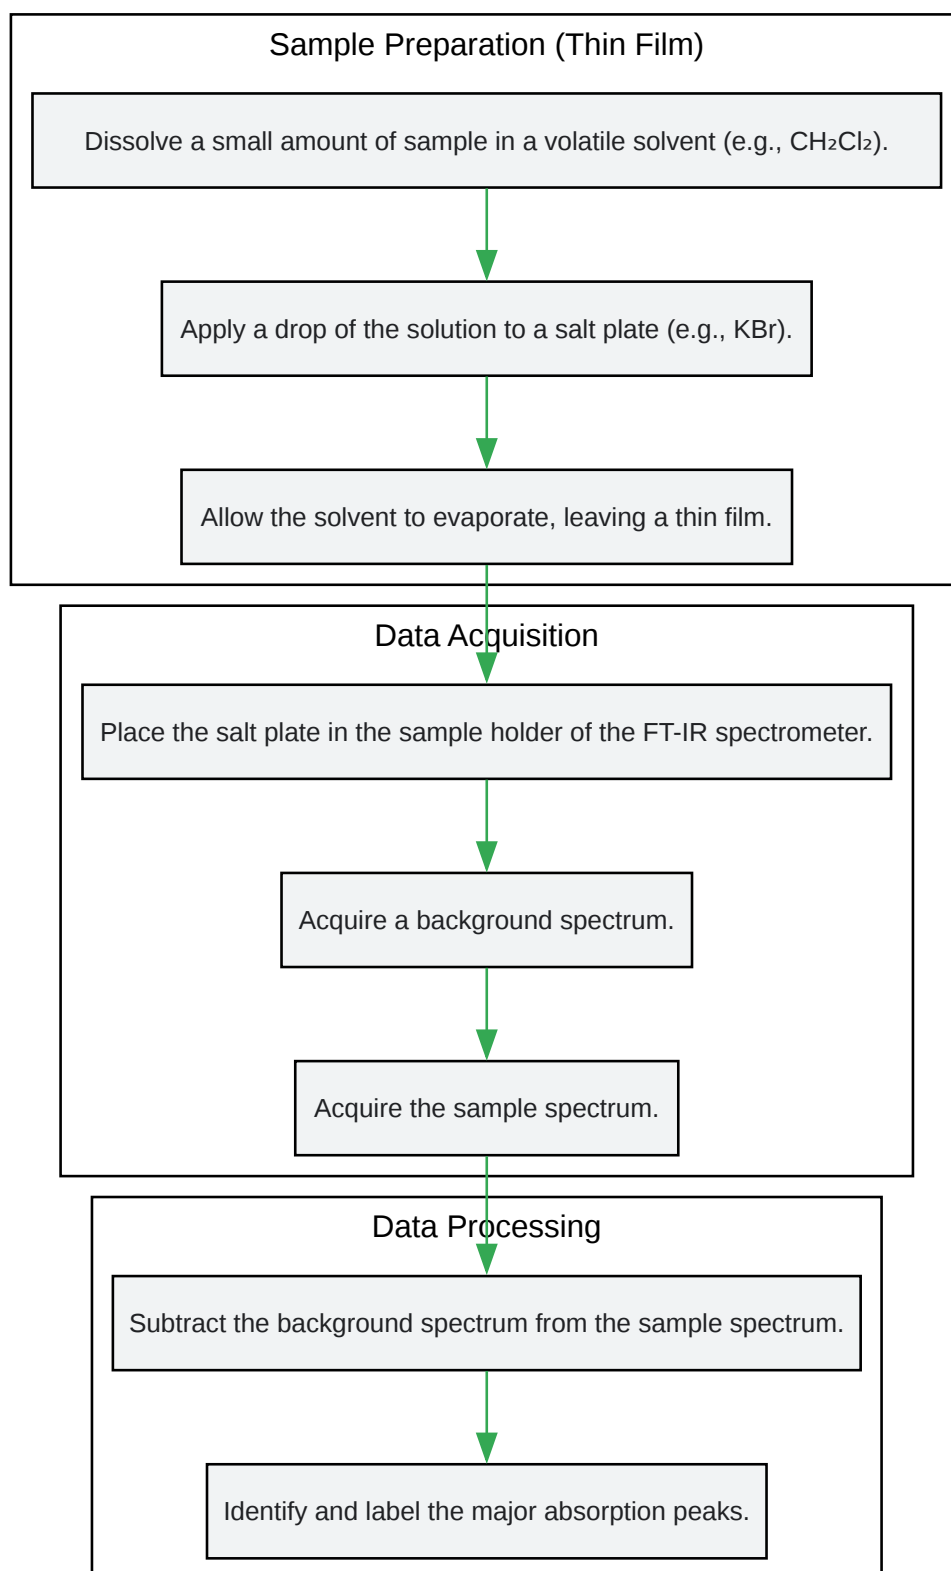 Sample Preparation (Thin Film)
Dissolve a small amount of sample in a volatile solvent (e.g., CH₂Cl₂).
Apply a drop of the solution to a salt plate (e.g., KBr).
Allow the solvent to evaporate, leaving a thin film.
Data Acquisition
Place the salt plate in the sample holder of the FT-IR spectrometer.
Acquire a background spectrum.
Acquire the sample spectrum.
Data Processing
Subtract the background spectrum from the sample spectrum.
Identify and label the major absorption peaks.